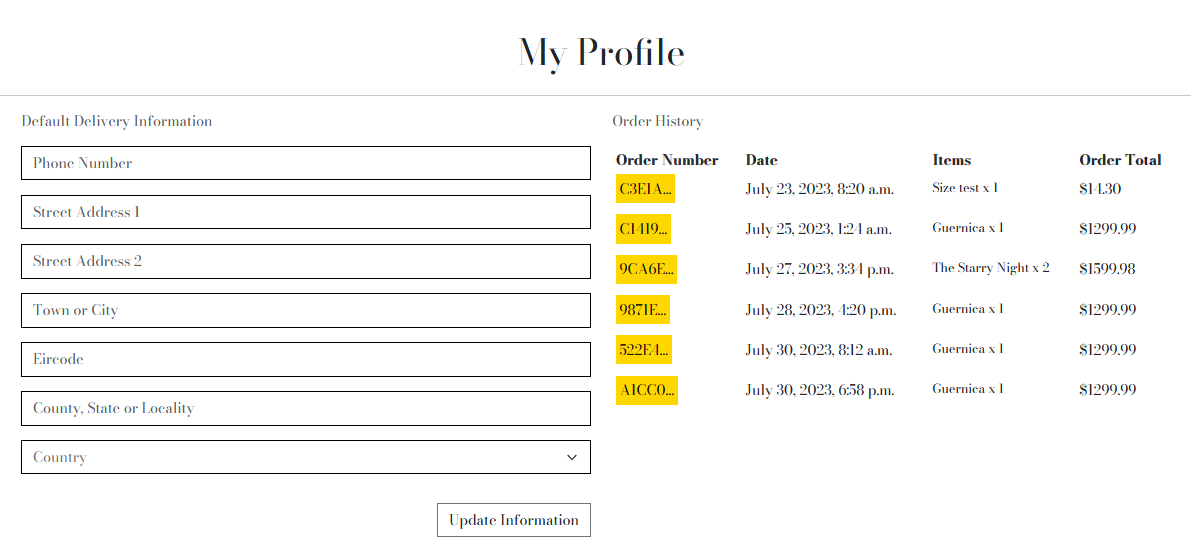 My Profile
Default Delivery Information
Phone Number
Street Address 1
Street Address 2
Town or City
Eircode
County, State or Locality
Country
Update Information
Order History
Order Number Date Items Order Total
C3E1A... July 23, 2023, 8:20 a.m. Size test x 1 $14.30
C1419... July 25, 2023, 1:24 a.m. Guernica x 1 $1299.99
9CA6E... July 27, 2023, 3:34 p.m. The Starry Night x 2 $1599.98
9871E... July 28, 2023, 4:20 p.m. Guernica x 1 $1299.99
522E4... July 30, 2023, 8:12 a.m. Guernica x 1 $1299.99
A1CC0... July 30, 2023, 6:58 p.m. Guernica x 1 $1299.99